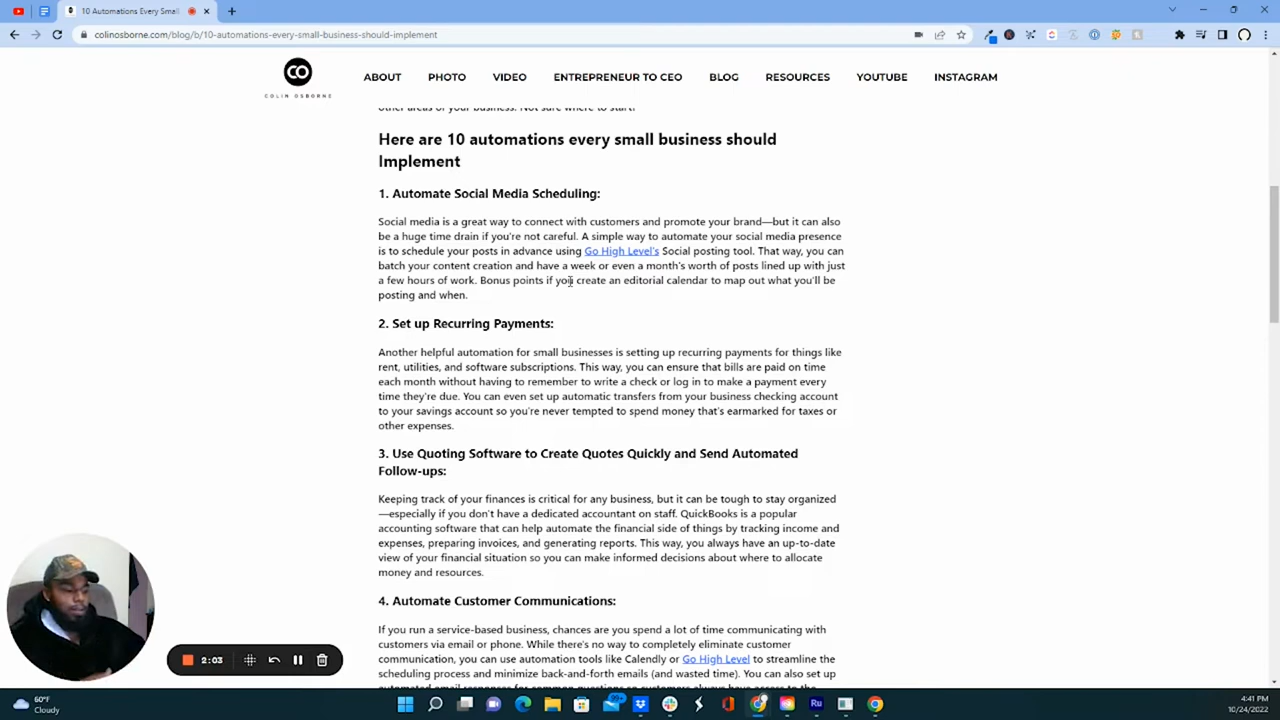 10 Automations Every Small
colinosborne.com/blog/b/10-automations-every-small-business-should-implement
CO
COLIN OSBORNE
ABOUT PHOTO VIDEO ENTREPRENEUR TO CEO BLOG RESOURCES YOUTUBE INSTAGRAM
other areas of your business. Not sure where to start?
Here are 10 automations every small business should
Implement
1. Automate Social Media Scheduling:
Social media is a great way to connect with customers and promote your brand—but it can also
be a huge time drain if you're not careful. A simple way to automate your social media presence
is to schedule your posts in advance using Go High Level's Social posting tool. That way, you can
batch your content creation and have a week or even a month's worth of posts lined up with just
a few hours of work. Bonus points if you create an editorial calendar to map out what you'll be
posting and when.
2. Set up Recurring Payments:
Another helpful automation for small businesses is setting up recurring payments for things like
rent, utilities, and software subscriptions. This way, you can ensure that bills are paid on time
each month without having to remember to write a check or log in to make a payment every
time they're due. You can even set up automatic transfers from your business checking account
to your savings account so you're never tempted to spend money that's earmarked for taxes or
other expenses.
3. Use Quoting Software to Create Quotes Quickly and Send Automated
Follow-ups:
Keeping track of your finances is critical for any business, but it can be tough to stay organized
—especially if you don't have a dedicated accountant on staff. QuickBooks is a popular
accounting software that can help automate the financial side of things by tracking income and
expenses, preparing invoices, and generating reports. This way, you always have an up-to-date
view of your financial situation so you can make informed decisions about where to allocate
money and resources.
4. Automate Customer Communications:
If you run a service-based business, chances are you spend a lot of time communicating with
customers via email or phone. While there's no way to completely eliminate customer
communication, you can use automation tools like Calendly or Go High Level to streamline the
scheduling process and minimize back-and-forth emails (and wasted time). You can also set up
2:03
60°F
Cloudy
99+
Ru
4:41 PM
10/24/2022